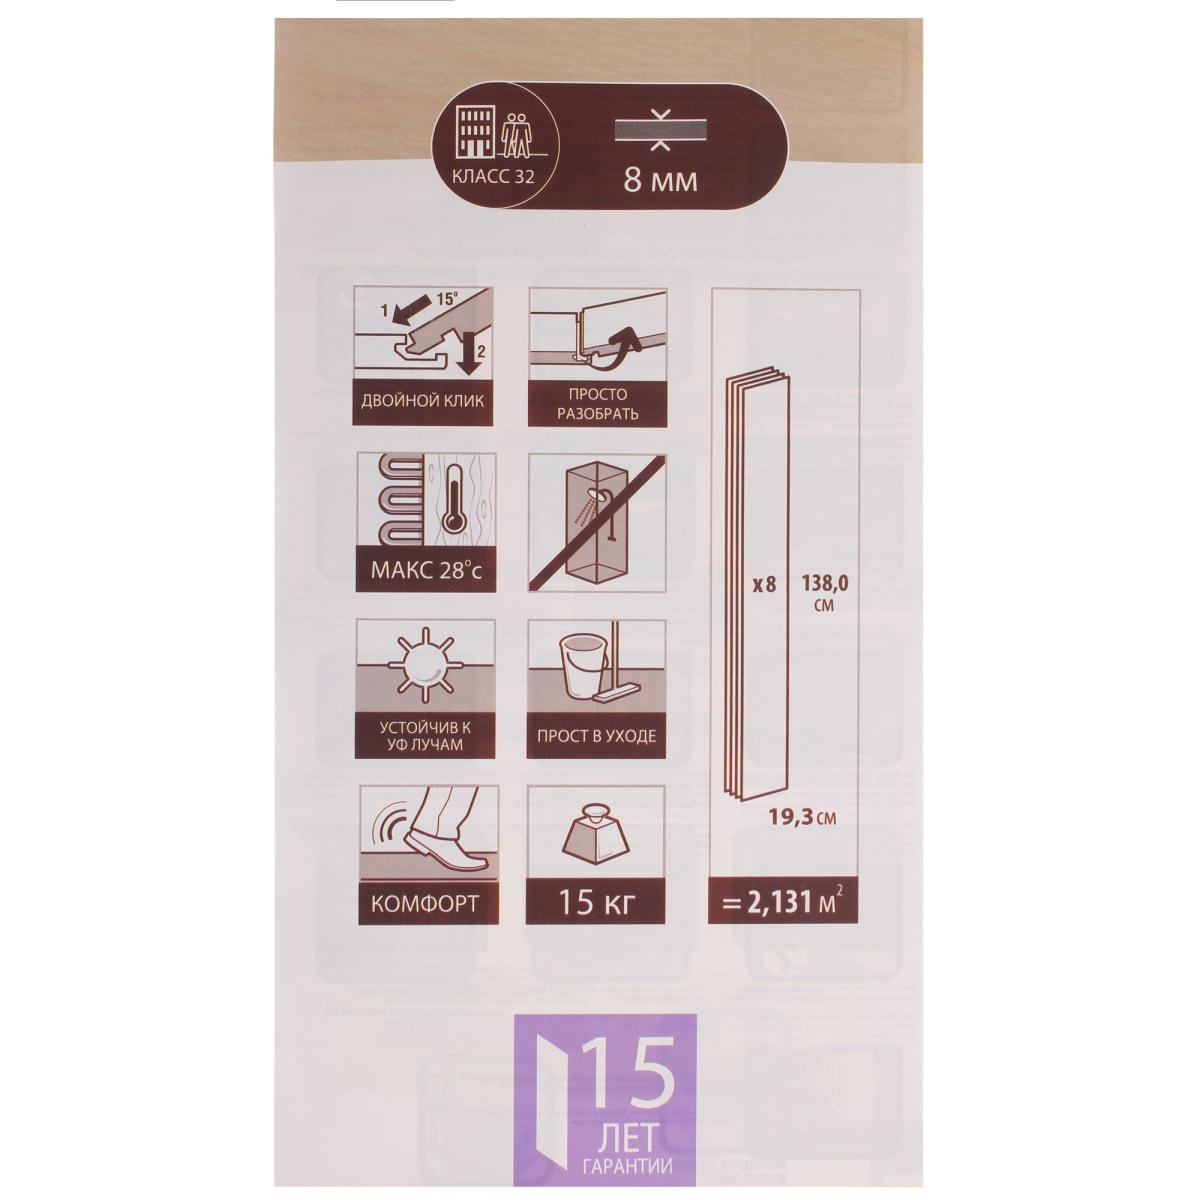 КЛАСС 32
8 мм
1
15°
2
ДВОЙНОЙ КЛИК
ПРОСТО
РАЗОБРАТЬ
МАКС 28°с
УСТОЙЧИВ К
УФ ЛУЧАМ
ПРОСТ В УХОДЕ
КОМФОРТ
15 кг
x8
138,0
СМ
19,3 СМ
= 2,131 м²
15
ЛЕТ
ГАРАНТИИ